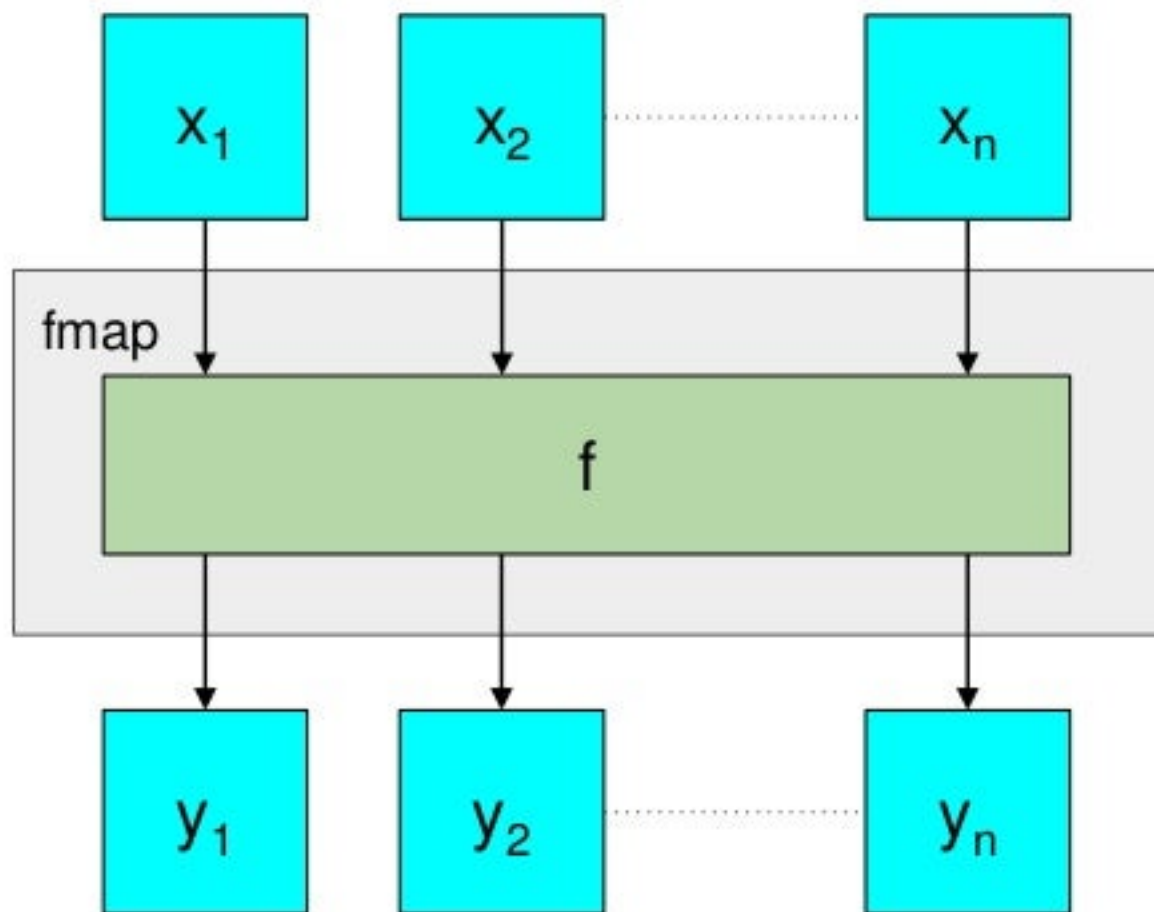 x₁ x₂ xₙ
fmap
f
y₁ y₂ yₙ